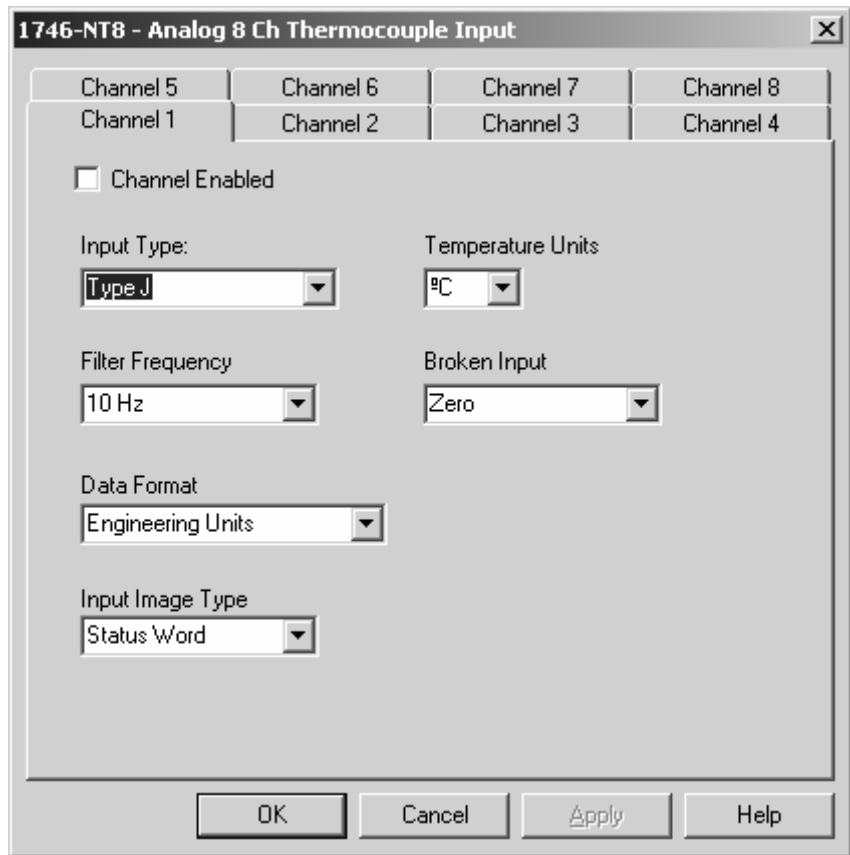 1746-NT8 - Analog 8 Ch Thermocouple Input
Channel 5 Channel 6 Channel 7 Channel 8
Channel 1 Channel 2 Channel 3 Channel 4
Channel Enabled
Input Type: Temperature Units
Type J ºC
Filter Frequency Broken Input
10 Hz Zero
Data Format
Engineering Units
Input Image Type
Status Word
OK Cancel Apply Help